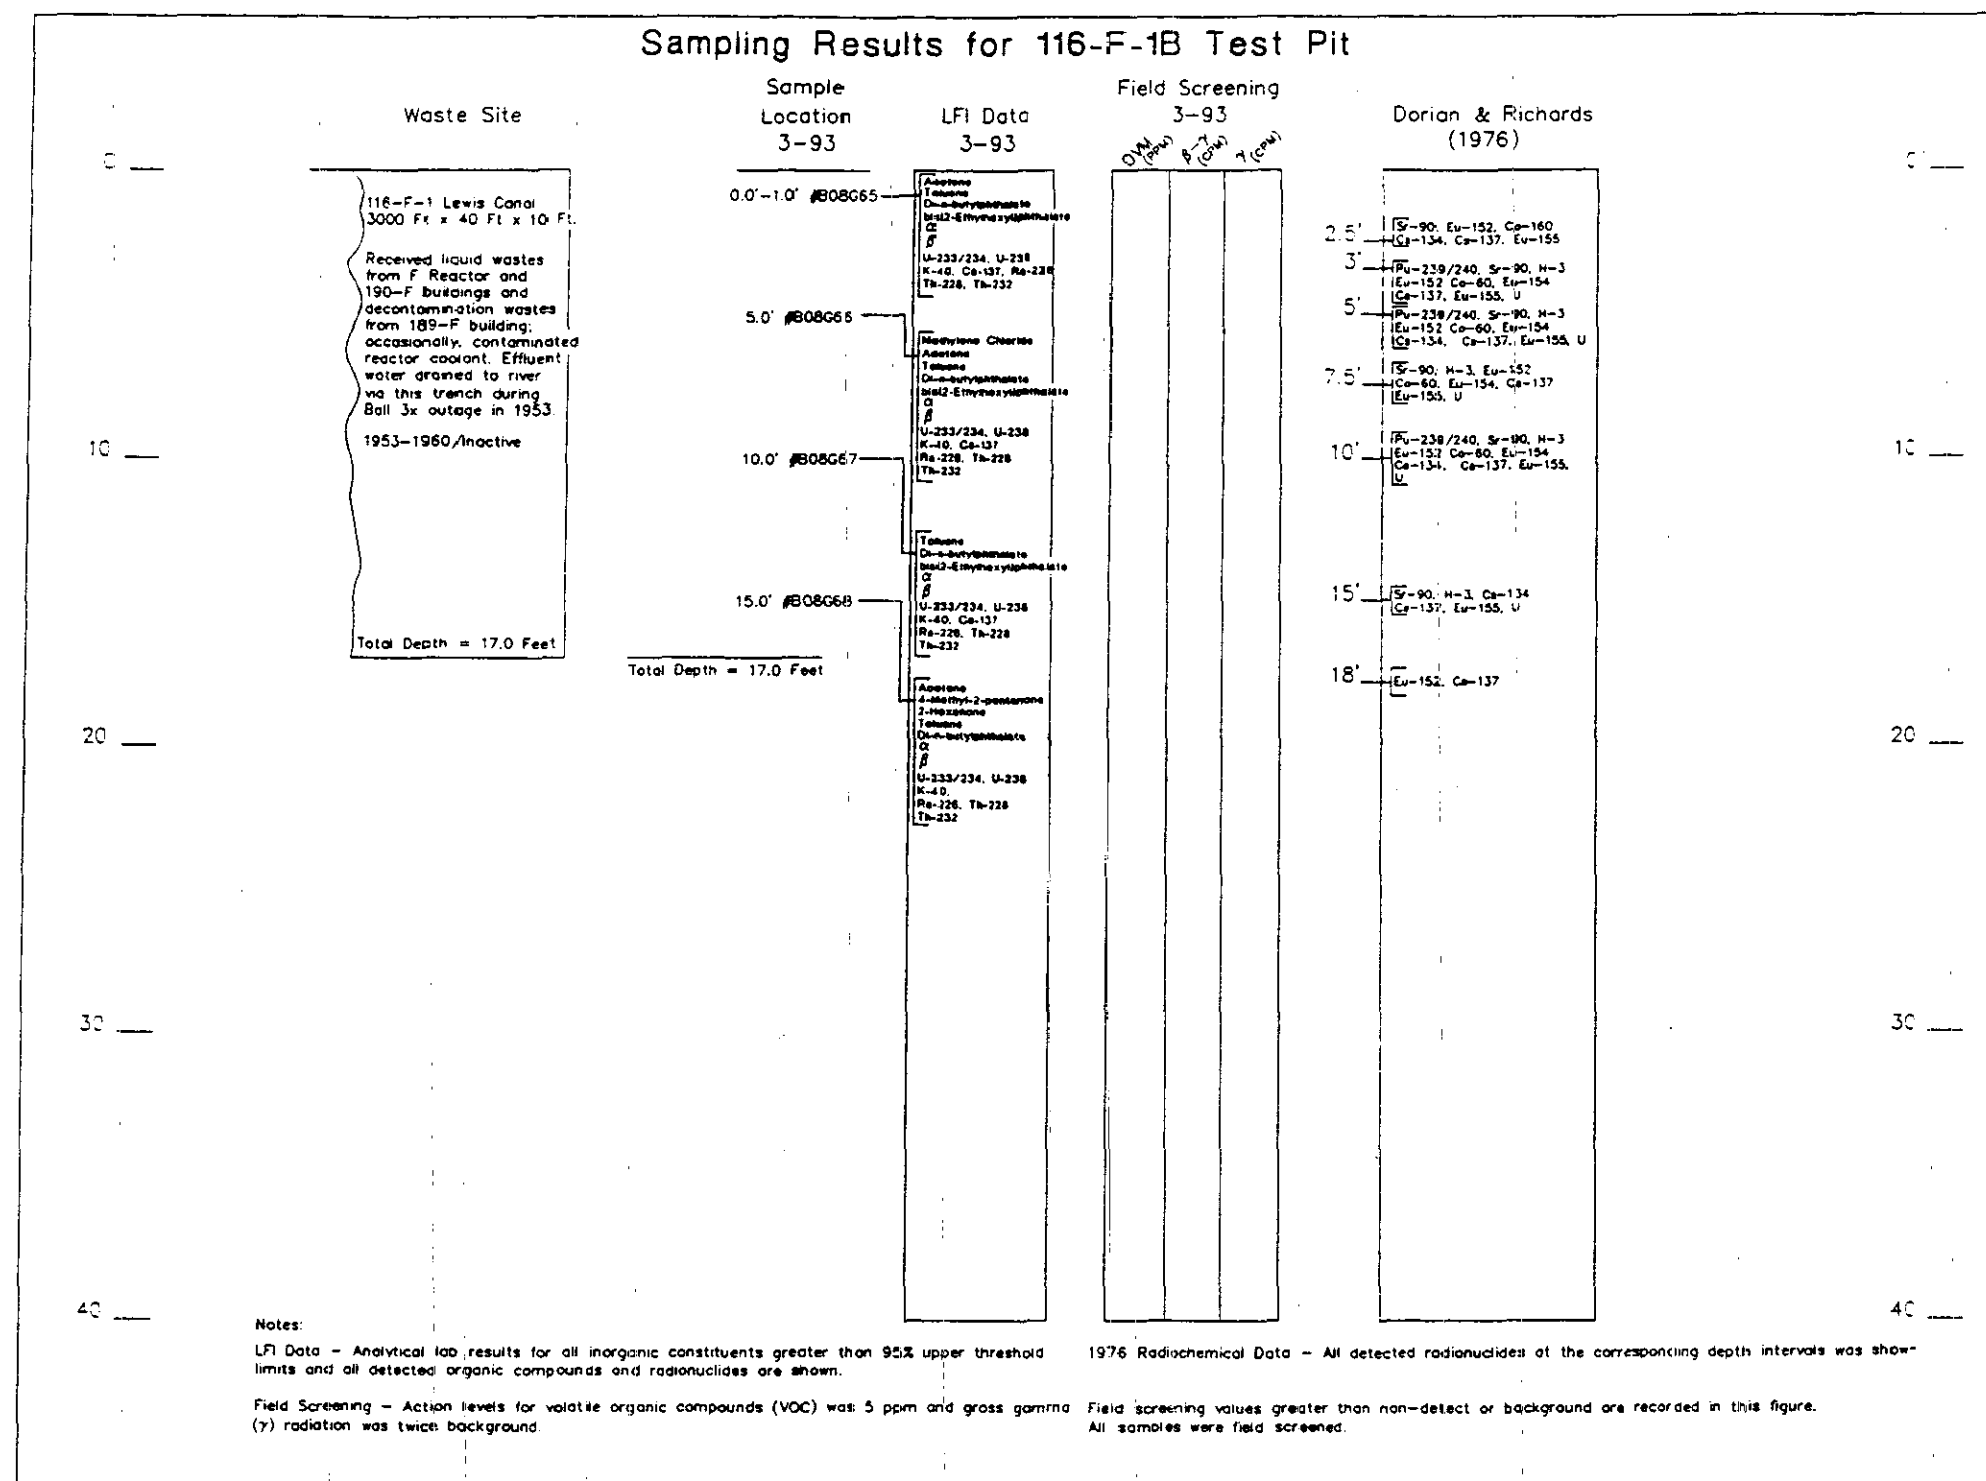 Sampling Results for 116-F-1B Test Pit
Waste Site
Sample
Location
3-93
LFI Data
3-93
Field Screening
3-93
OVM (PPM)
β-γ (CPM)
γ (CPM)
Dorian & Richards
(1976)
0
0'
10
10
20
20
30
30
40
40
116-F-1 Lewis Canal
3000 Ft x 40 Ft x 10 Ft.
Received liquid wastes
from F Reactor and
190-F buildings and
decontamination wastes
from 189-F building;
occasionally, contaminated
reactor coolant. Effluent
water drained to river
via this trench during
Ball 3x outage in 1953.
1953-1960/Inactive
Total Depth = 17.0 Feet
0.0'-1.0' #B08G65
5.0' #B08G66
10.0' #B08G67
15.0' #B08G68
Total Depth = 17.0 Feet
Acetone
Toluene
Di-n-butylphthalate
bis(2-Ethylhexyl)phthalate
α
β
U-233/234, U-238
K-40, Cs-137, Ra-226
Th-228, Th-232
Methylene Chloride
Acetone
Toluene
Di-n-butylphthalate
bis(2-Ethylhexyl)phthalate
α
β
U-233/234, U-238
K-40, Cs-137
Ra-226, Th-228
Th-232
Toluene
Di-n-butylphthalate
bis(2-Ethylhexyl)phthalate
α
β
U-233/234, U-238
K-40, Cs-137
Ra-226, Th-228
Th-232
Acetone
4-Methyl-2-pentanone
2-Hexanone
Toluene
Di-n-butylphthalate
α
β
U-233/234, U-238
K-40,
Ra-226, Th-228
Th-232
2.5'
Sr-90, Eu-152, Co-160
Cs-134, Cs-137, Eu-155
3'
Pu-239/240, Sr-90, H-3
Eu-152 Co-60, Eu-154
Cs-137, Eu-155, U
5'
Pu-239/240, Sr-90, H-3
Eu-152 Co-60, Eu-154
Cs-134, Cs-137, Eu-155, U
7.5'
Sr-90, H-3, Eu-152
Co-60, Eu-154, Cs-137
Eu-155, U
10'
Pu-239/240, Sr-90, H-3
Eu-152 Co-60, Eu-154
Cs-134, Cs-137, Eu-155,
U
15'
Sr-90, H-3, Cs-134
Cs-137, Eu-155, U
18'
Eu-152, Cs-137
Notes:
LFI Data - Analytical lab results for all inorganic constituents greater than 95% upper threshold
limits and all detected organic compounds and radionuclides are shown.
Field Screening - Action levels for volatile organic compounds (VOC) was 5 ppm and gross gamma
(γ) radiation was twice background.
1976 Radiochemical Data - All detected radionuclides at the corresponding depth intervals was show-
Field screening values greater than non-detect or background are recorded in this figure.
All samples were field screened.